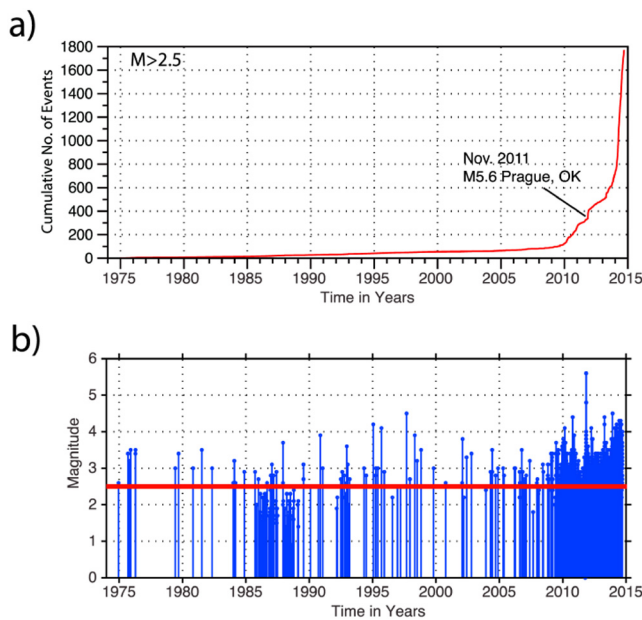 a)
M>2.5
Cumulative No. of Events
1800
1600
1400
1200
1000
800
600
400
200
0
Nov. 2011
M5.6 Prague, OK
1975 1980 1985 1990 1995 2000 2005 2010 2015
Time in Years
b)
Magnitude
6
5
4
3
2
1
0
1975 1980 1985 1990 1995 2000 2005 2010 2015
Time in Years